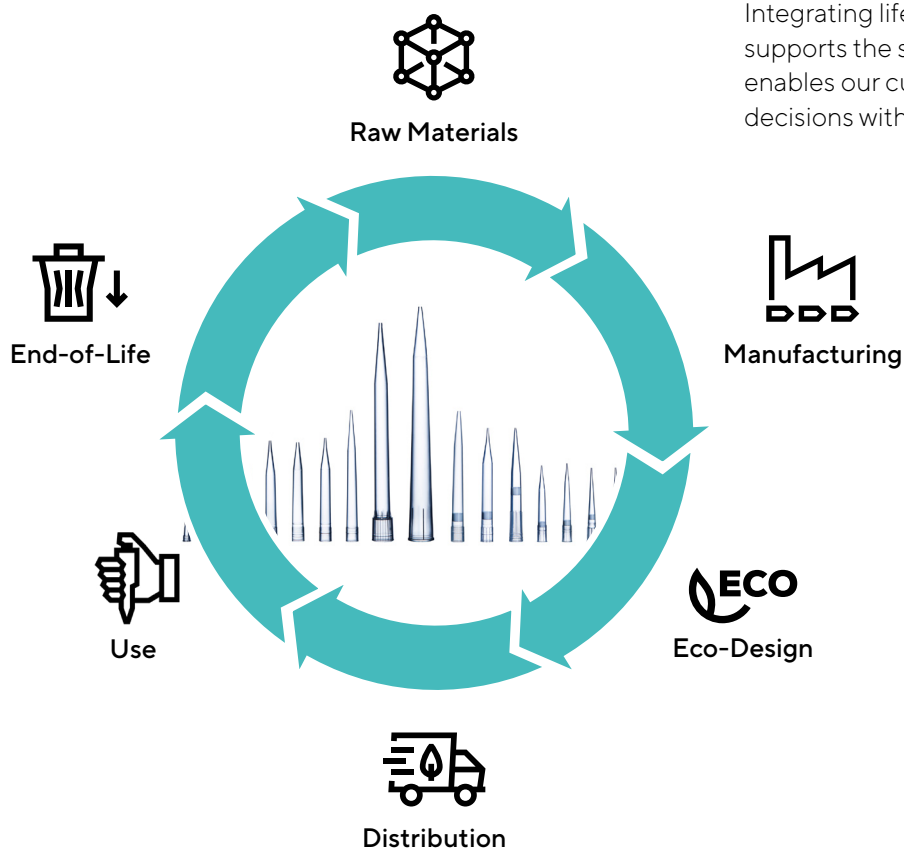 Integrating life
supports the s
enables our cu
decisions with
Raw Materials
End-of-Life
Manufacturing
ECO
Eco-Design
Use
Distribution